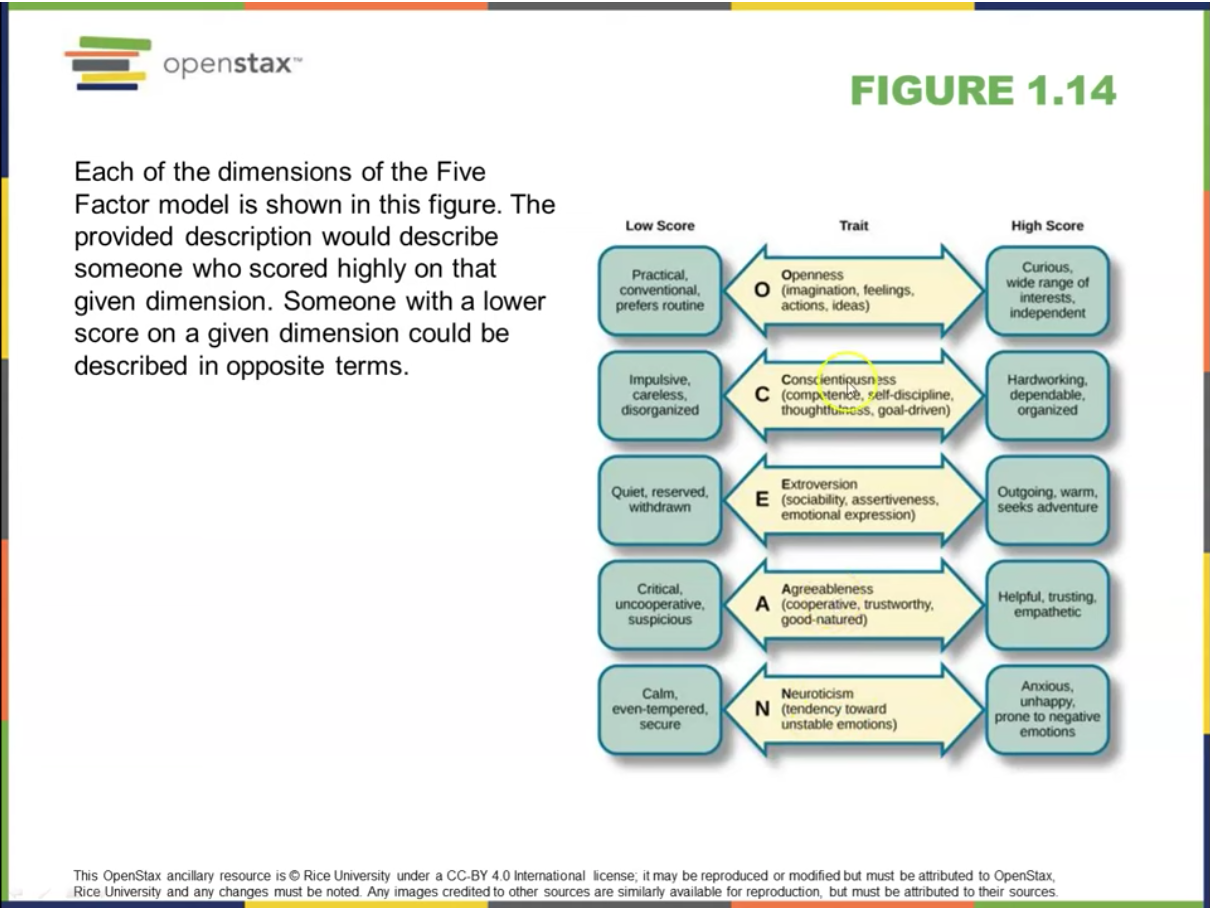 openstax™
FIGURE 1.14
Each of the dimensions of the Five
Factor model is shown in this figure. The
provided description would describe
someone who scored highly on that
given dimension. Someone with a lower
score on a given dimension could be
described in opposite terms.
Low Score
Trait
High Score
Practical,
conventional,
prefers routine
O
Openness
(imagination, feelings,
actions, ideas)
Curious,
wide range of
interests,
independent
Impulsive,
careless,
disorganized
C
Conscientiousness
(competence, self-discipline,
thoughtfulness, goal-driven)
Hardworking,
dependable,
organized
Quiet, reserved,
withdrawn
E
Extroversion
(sociability, assertiveness,
emotional expression)
Outgoing, warm,
seeks adventure
Critical,
uncooperative,
suspicious
A
Agreeableness
(cooperative, trustworthy,
good-natured)
Helpful, trusting,
empathetic
Calm,
even-tempered,
secure
N
Neuroticism
(tendency toward
unstable emotions)
Anxious,
unhappy,
prone to negative
emotions
This OpenStax ancillary resource is © Rice University under a CC-BY 4.0 International license; it may be reproduced or modified but must be attributed to OpenStax,
Rice University and any changes must be noted. Any images credited to other sources are similarly available for reproduction, but must be attributed to their sources.